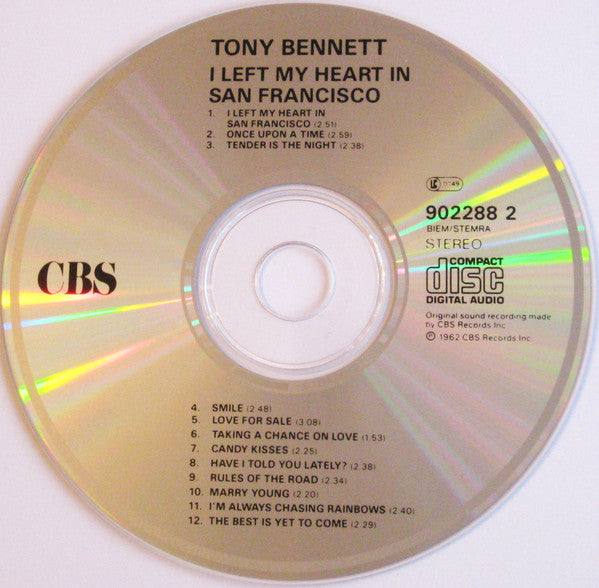 TONY BENNETT
I LEFT MY HEART IN
SAN FRANCISCO
1. I LEFT MY HEART IN
SAN FRANCISCO (2.51)
2. ONCE UPON A TIME (2.59)
3. TENDER IS THE NIGHT (2.38)
LC 0149
902288 2
BIEM/STEMRA
STEREO
CBS
COMPACT
disc
DIGITAL AUDIO
Original sound recording made
by CBS Records Inc
℗ 1962 CBS Records Inc.
4. SMILE (2.48)
5. LOVE FOR SALE (3.08)
6. TAKING A CHANCE ON LOVE (1.53)
7. CANDY KISSES (2.25)
8. HAVE I TOLD YOU LATELY? (2.38)
9. RULES OF THE ROAD (2.34)
10. MARRY YOUNG (2.20)
11. I'M ALWAYS CHASING RAINBOWS (2.40)
12. THE BEST IS YET TO COME (2.29)